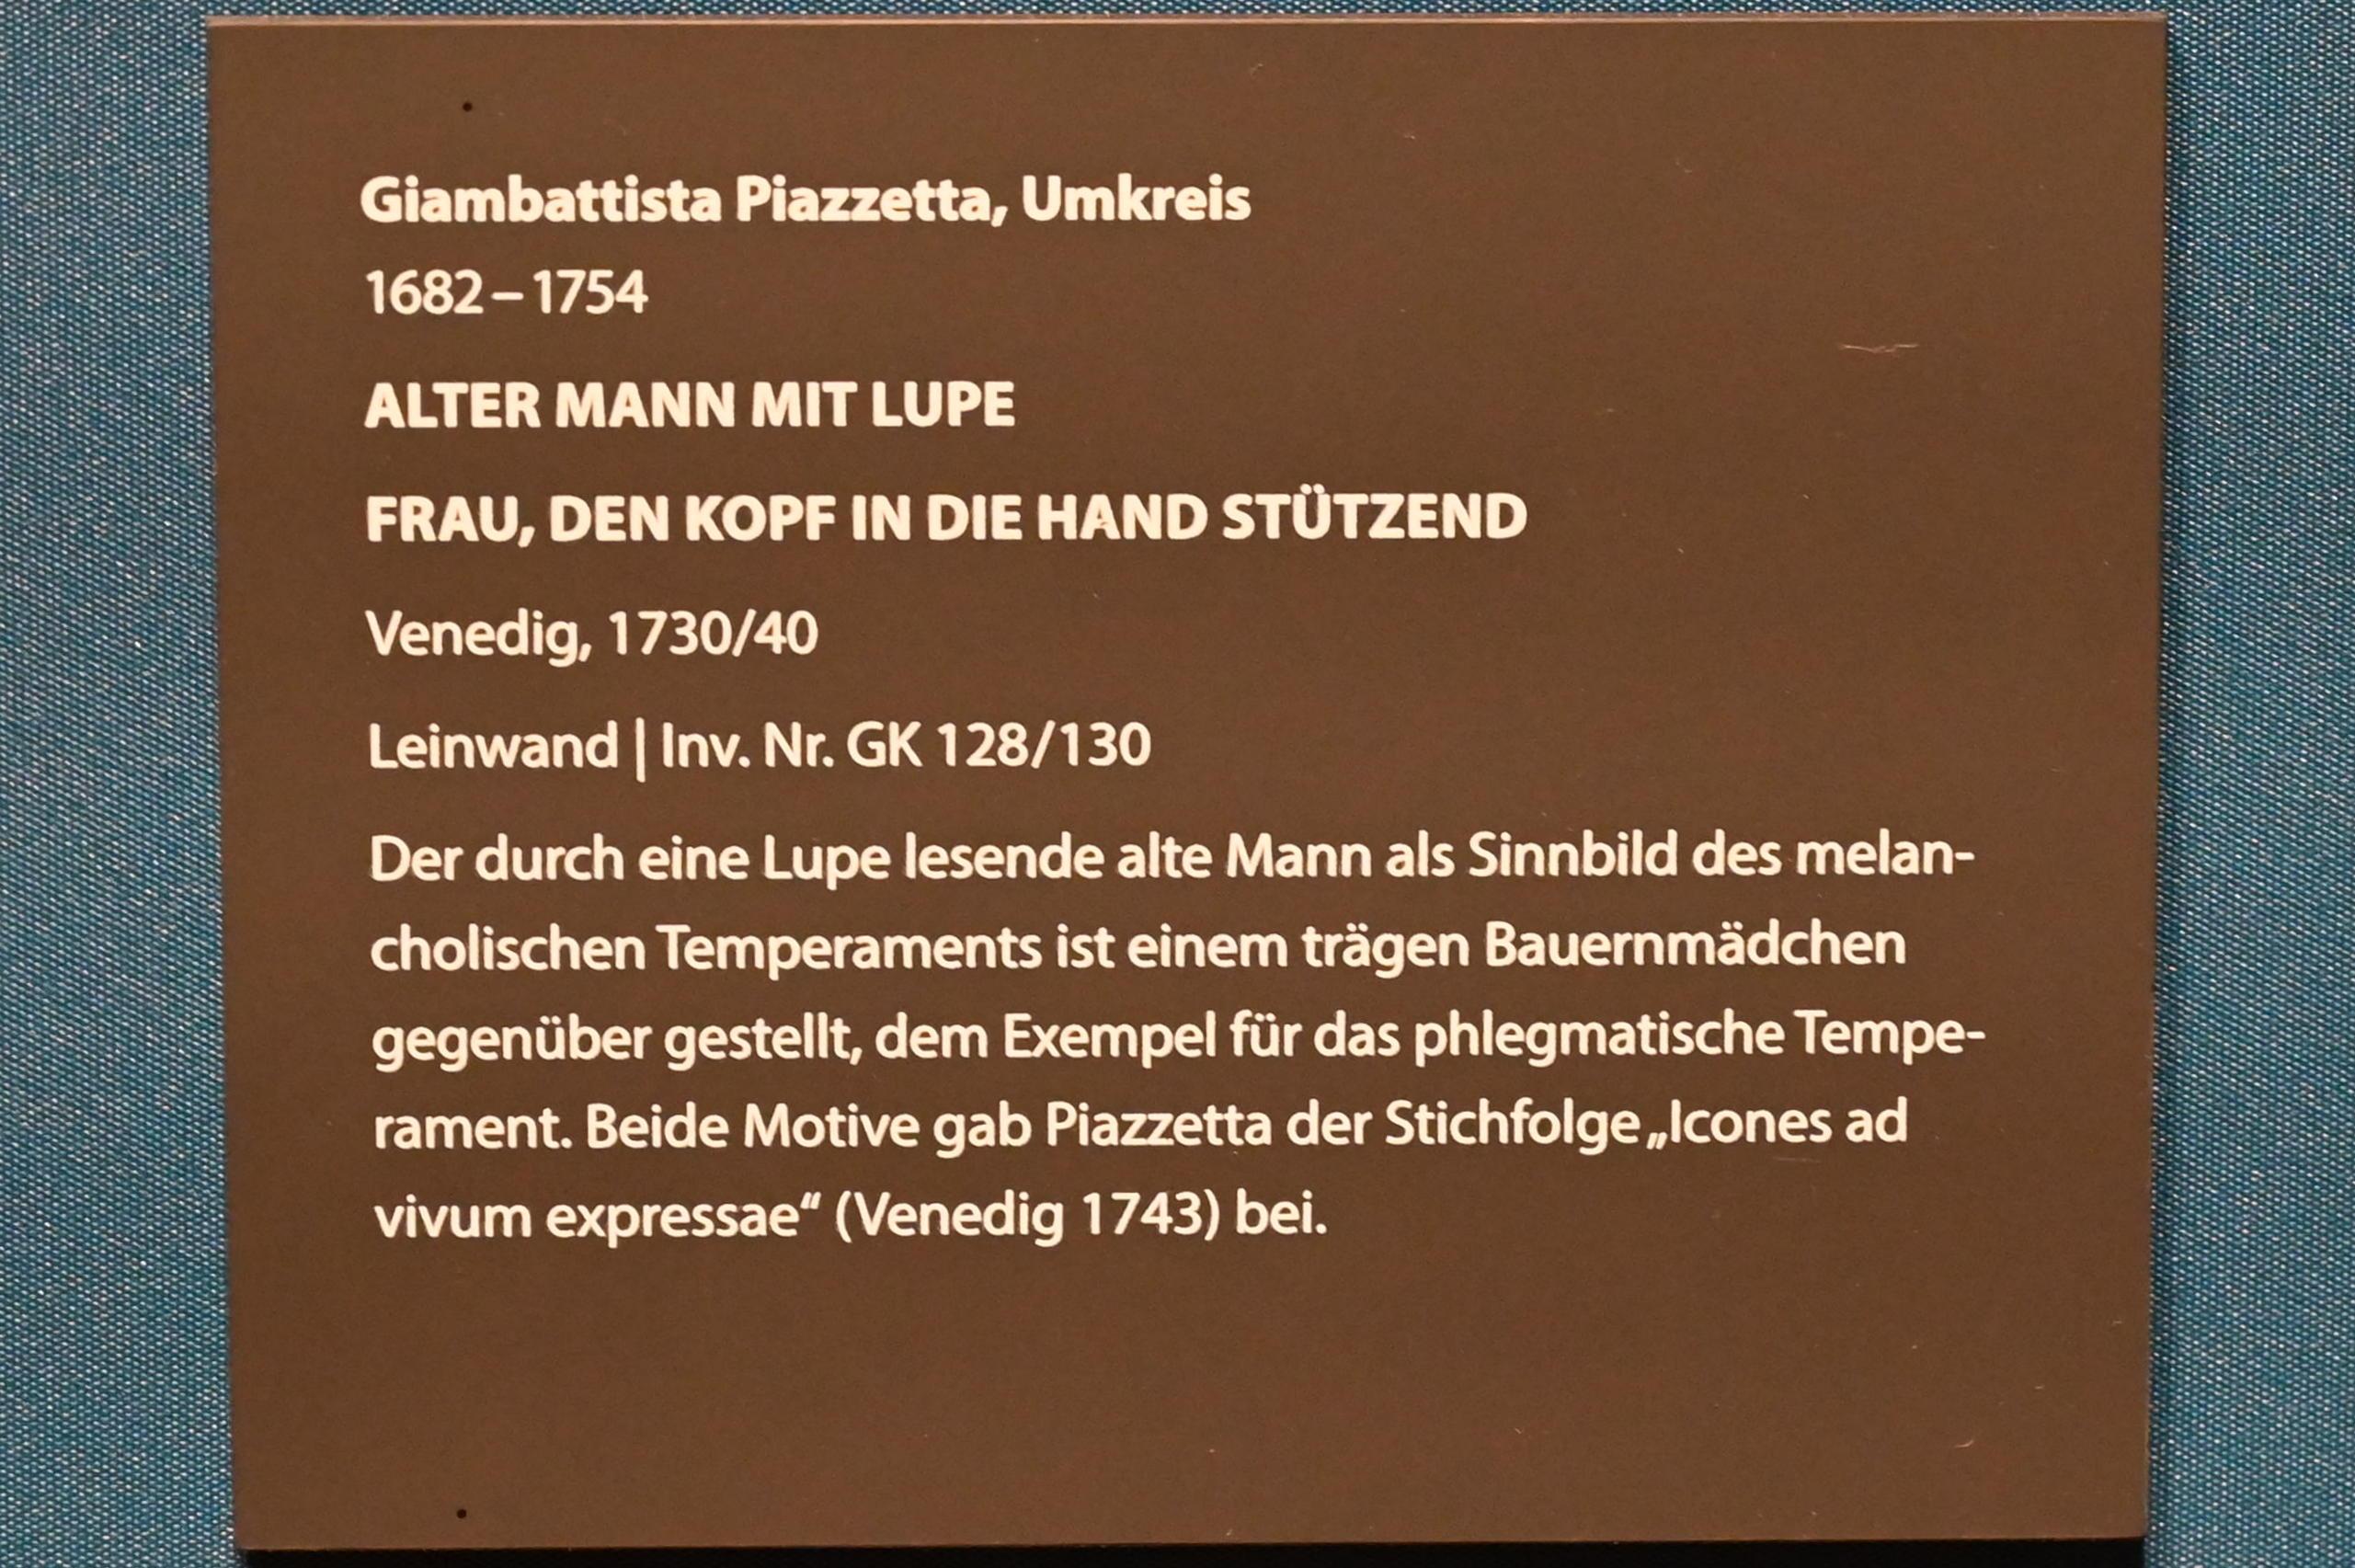 Giambattista Piazzetta, Umkreis
1682 – 1754
ALTER MANN MIT LUPE
FRAU, DEN KOPF IN DIE HAND STÜTZEND
Venedig, 1730/40
Leinwand | Inv. Nr. GK 128/130
Der durch eine Lupe lesende alte Mann als Sinnbild des melan-
cholischen Temperaments ist einem trägen Bauernmädchen
gegenüber gestellt, dem Exempel für das phlegmatische Tempe-
rament. Beide Motive gab Piazzetta der Stichfolge „Icones ad
vivum expressae“ (Venedig 1743) bei.